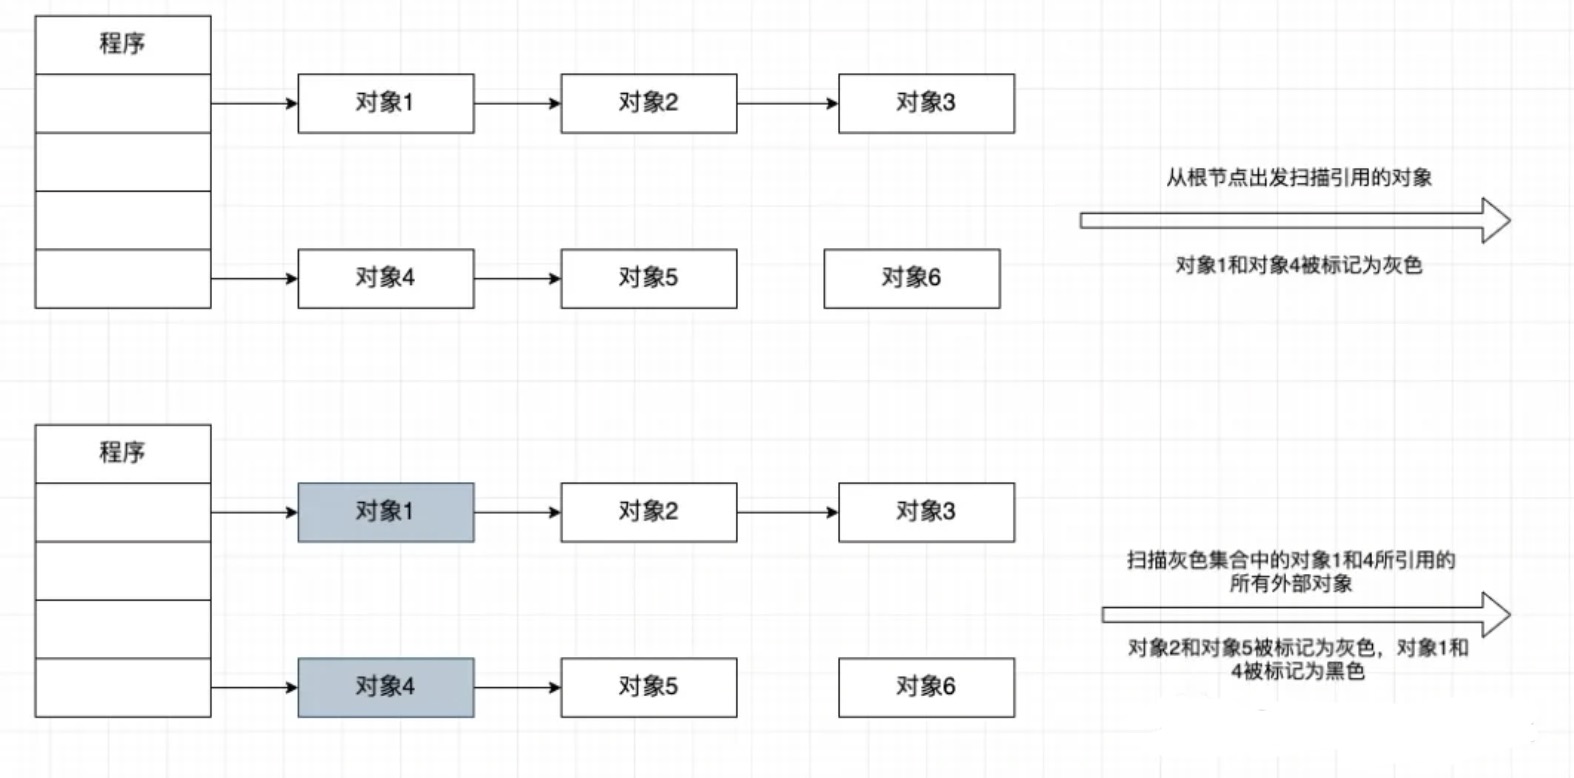 程序
对象1
对象2
对象3
从根节点出发扫描引用的对象
对象4
对象5
对象6
对象1和对象4被标记为灰色
程序
对象1
对象2
对象3
扫描灰色集合中的对象1和4所引用的
所有外部对象
对象4
对象5
对象6
对象2和对象5被标记为灰色，对象1和
4被标记为黑色